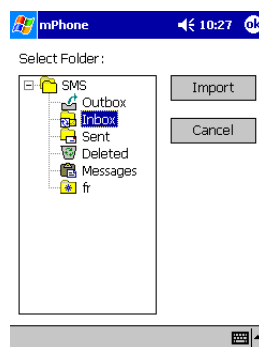 mPhone 10:27 ok
Select Folder:
SMS
Outbox
Inbox
Sent
Deleted
Messages
fr
Import
Cancel